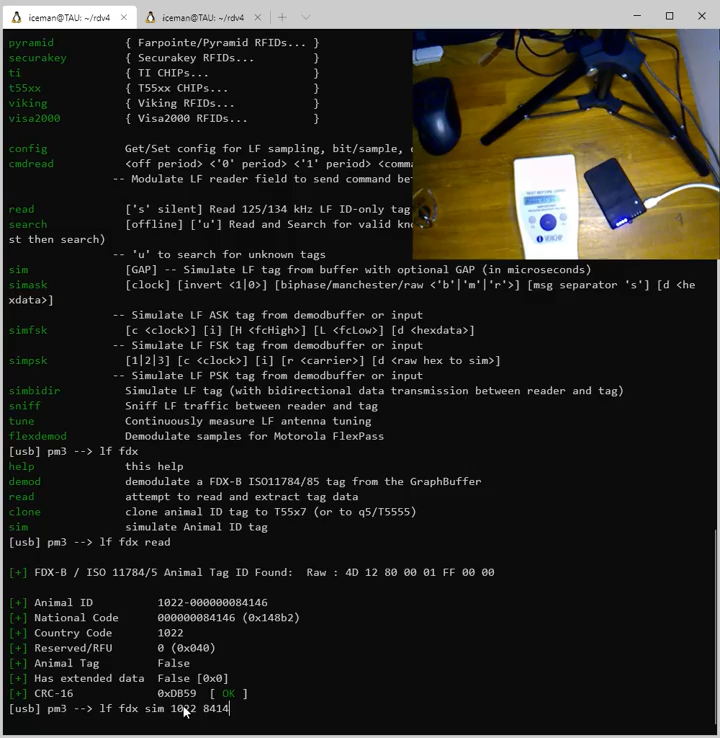 iceman@TAU: ~/rdv4
iceman@TAU: ~/rdv4
pyramid { Farpointe/Pyramid RFIDs... }
securakey { Securakey RFIDs... }
ti { TI CHIPs... }
t55xx { T55xx CHIPs... }
viking { Viking RFIDs... }
visa2000 { Visa2000 RFIDs... }
config Get/Set config for LF sampling, bit/sample,
cmdread <off period> <'0' period> <'1' period> <comma
-- Modulate LF reader field to send command be
read ['s' silent] Read 125/134 kHz LF ID-only tag
search [offline] ['u'] Read and Search for valid kn
st then search)
-- 'u' to search for unknown tags
sim [GAP] -- Simulate LF tag from buffer with optional GAP (in microseconds)
simask [clock] [invert <1|0>] [biphase/manchester/raw <'b'|'m'|'r'>] [msg separator 's'] [d <he
xdata>]
-- Simulate LF ASK tag from demodbuffer or input
simfsk [c <clock>] [i] [H <fcHigh>] [L <fcLow>] [d <hexdata>]
-- Simulate LF FSK tag from demodbuffer or input
simpsk [1|2|3] [c <clock>] [i] [r <carrier>] [d <raw hex to sim>]
-- Simulate LF PSK tag from demodbuffer or input
simbidir Simulate LF tag (with bidirectional data transmission between reader and tag)
sniff Sniff LF traffic between reader and tag
tune Continuously measure LF antenna tuning
flexdemod Demodulate samples for Motorola FlexPass
[usb] pm3 --> lf fdx
help this help
demod demodulate a FDX-B ISO11784/85 tag from the GraphBuffer
read attempt to read and extract tag data
clone clone animal ID tag to T55x7 (or to q5/T5555)
sim simulate Animal ID tag
[usb] pm3 --> lf fdx read
[+] FDX-B / ISO 11784/5 Animal Tag ID Found: Raw : 4D 12 80 00 01 FF 00 00
[+] Animal ID 1022-000000084146
[+] National Code 000000084146 (0x148b2)
[+] Country Code 1022
[+] Reserved/RFU 0 (0x040)
[+] Animal Tag False
[+] Has extended data False [0x0]
[+] CRC-16 0xDB59 [ OK ]
[usb] pm3 --> lf fdx sim 1022 8414